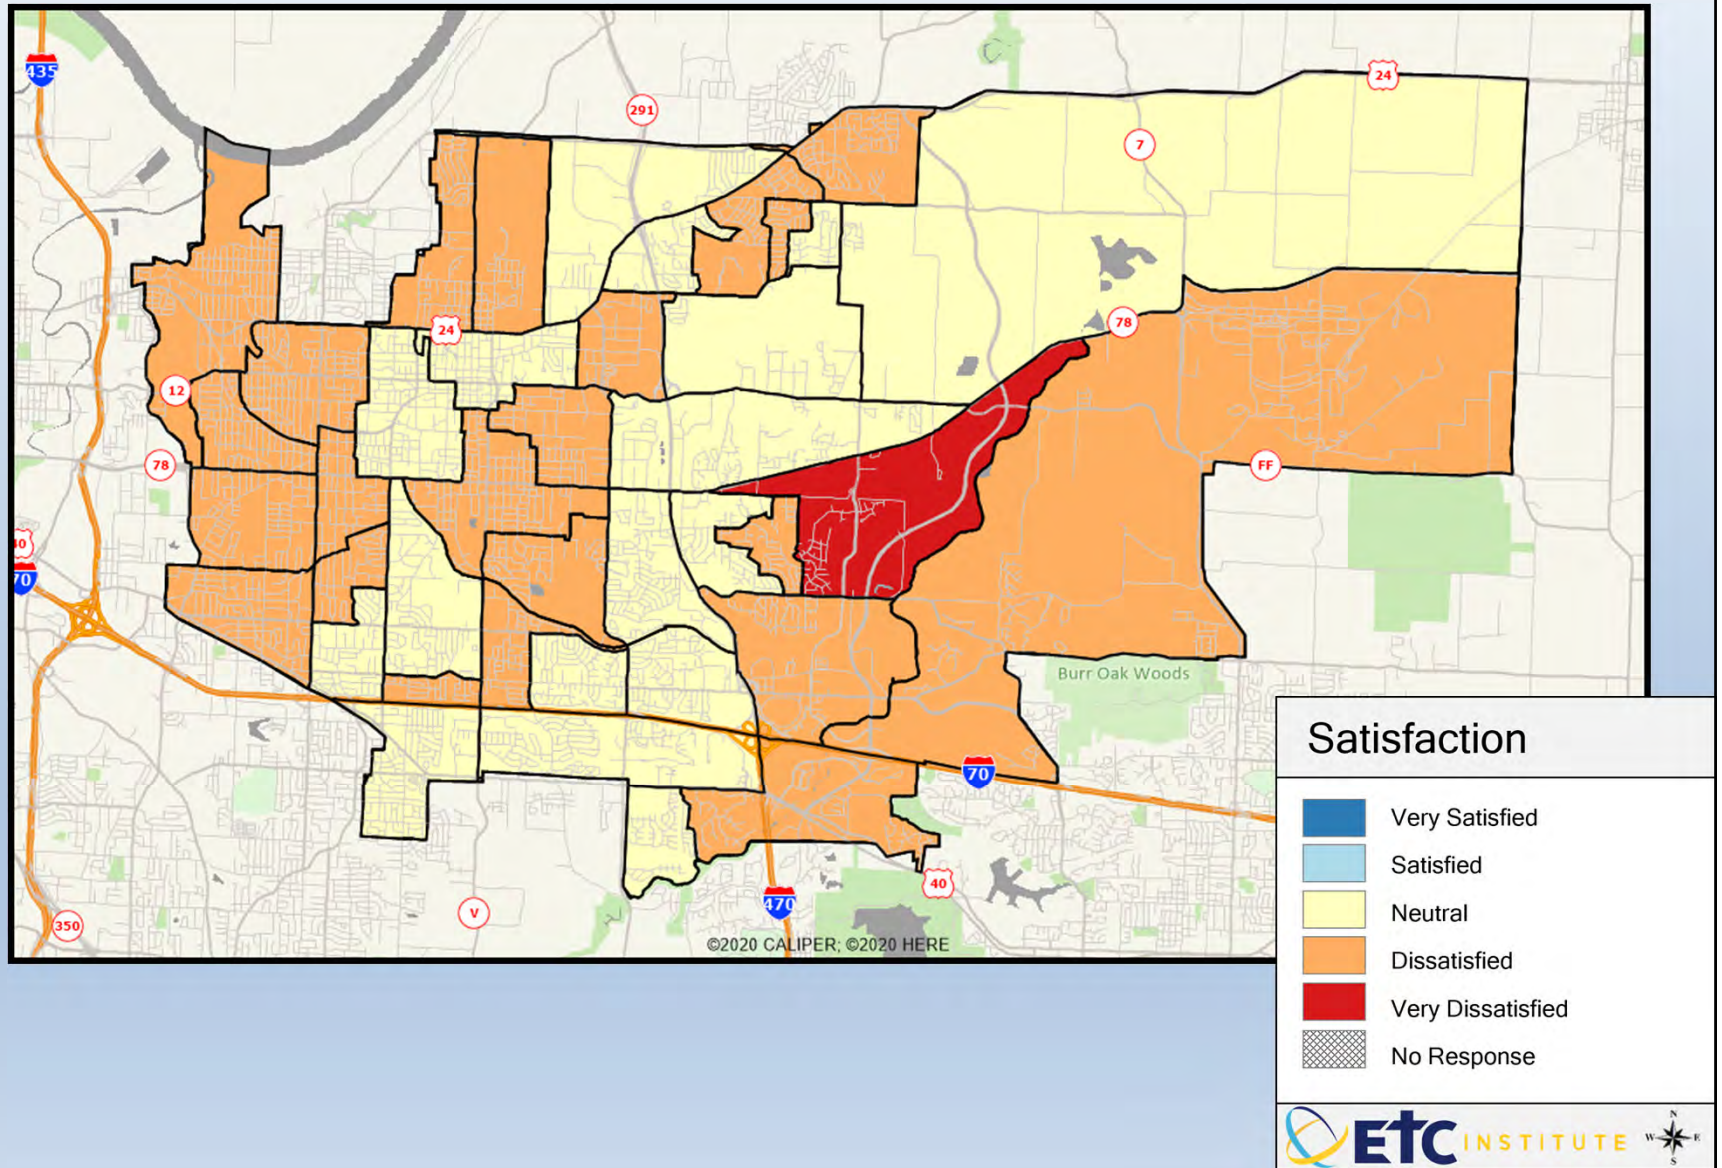 435
24
291
7
24
78
12
78
FF
40
70
Burr Oak Woods
70
40
470
V
350
©2020 CALIPER; ©2020 HERE
Satisfaction
Very Satisfied
Satisfied
Neutral
Dissatisfied
Very Dissatisfied
No Response
ETC INSTITUTE
N
W E
S